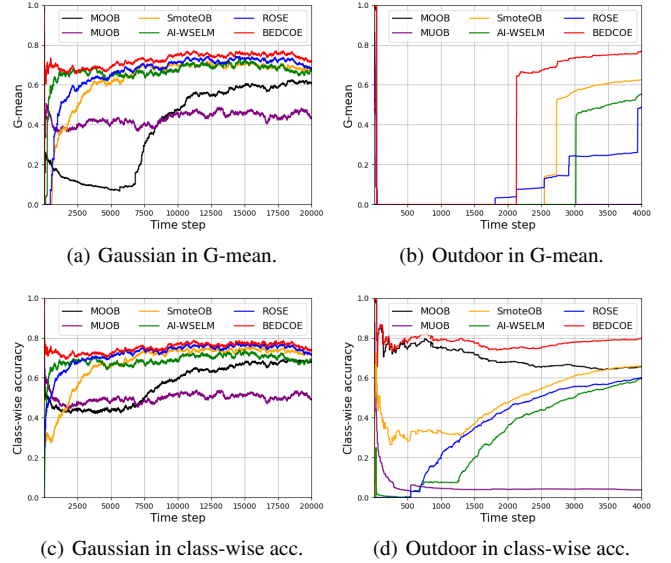 1.0
0.8
0.6
0.4
0.2
0.0
G-mean
MOOB SmoteOB ROSE
MUOB AI-WSELM BEDCOE
2500 5000 7500 10000 12500 15000 17500 20000
Time step
(a) Gaussian in G-mean.
1.0
0.8
0.6
0.4
0.2
0.0
G-mean
MOOB SmoteOB ROSE
MUOB AI-WSELM BEDCOE
500 1000 1500 2000 2500 3000 3500 4000
Time step
(b) Outdoor in G-mean.
1.0
0.8
0.6
0.4
0.2
0.0
Class-wise accuracy
MOOB SmoteOB ROSE
MUOB AI-WSELM BEDCOE
2500 5000 7500 10000 12500 15000 17500 20000
Time step
(c) Gaussian in class-wise acc.
1.0
0.8
0.6
0.4
0.2
0.0
Class-wise accuracy
MOOB SmoteOB ROSE
MUOB AI-WSELM BEDCOE
500 1000 1500 2000 2500 3000 3500 4000
Time step
(d) Outdoor in class-wise acc.